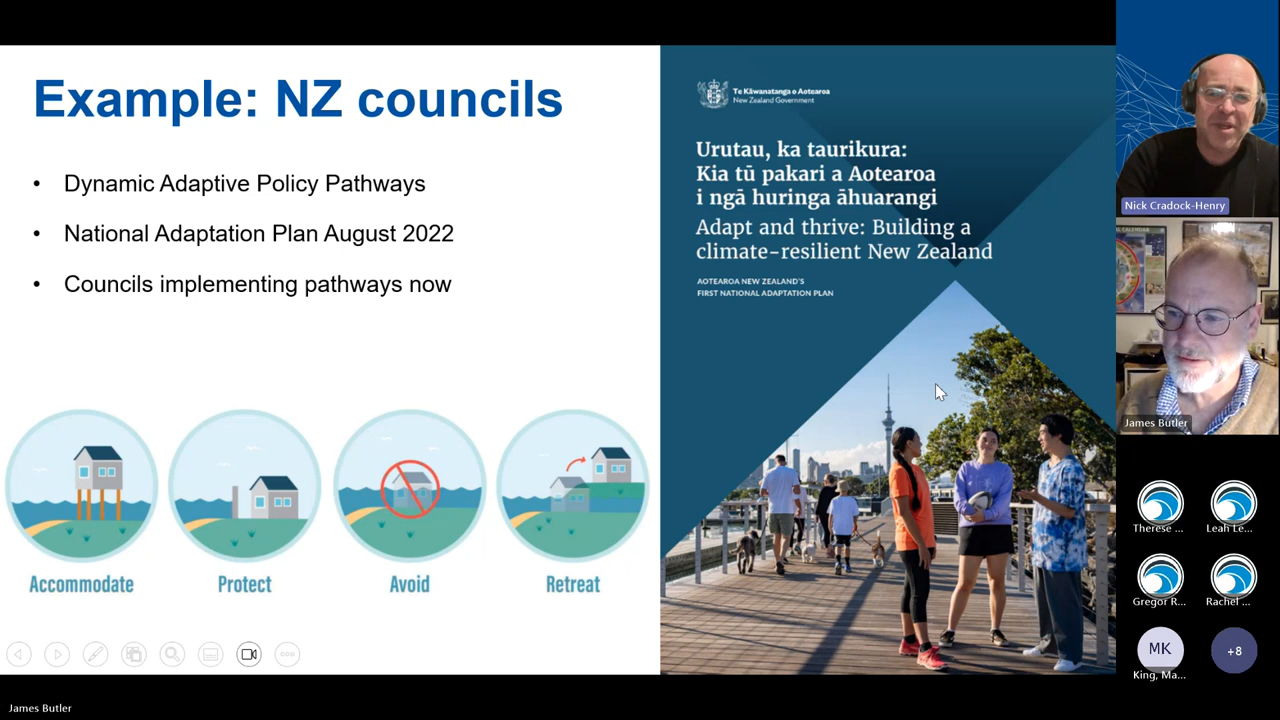 Example: NZ councils
• Dynamic Adaptive Policy Pathways
• National Adaptation Plan August 2022
• Councils implementing pathways now
Accommodate
Protect
Avoid
Retreat
Te Kāwanatanga o Aotearoa
New Zealand Government
Urutau, ka taurikura:
Kia tū pakari a Aotearoa
i ngā huringa āhuarangi
Adapt and thrive: Building a
climate-resilient New Zealand
AOTEAROA NEW ZEALAND'S
FIRST NATIONAL ADAPTATION PLAN
Nick Cradock-Henry
CALENDAR
James Butler
Therese ...
Leah Le...
Gregor R...
Rachel ...
MK
King, Ma...
+8
James Butler